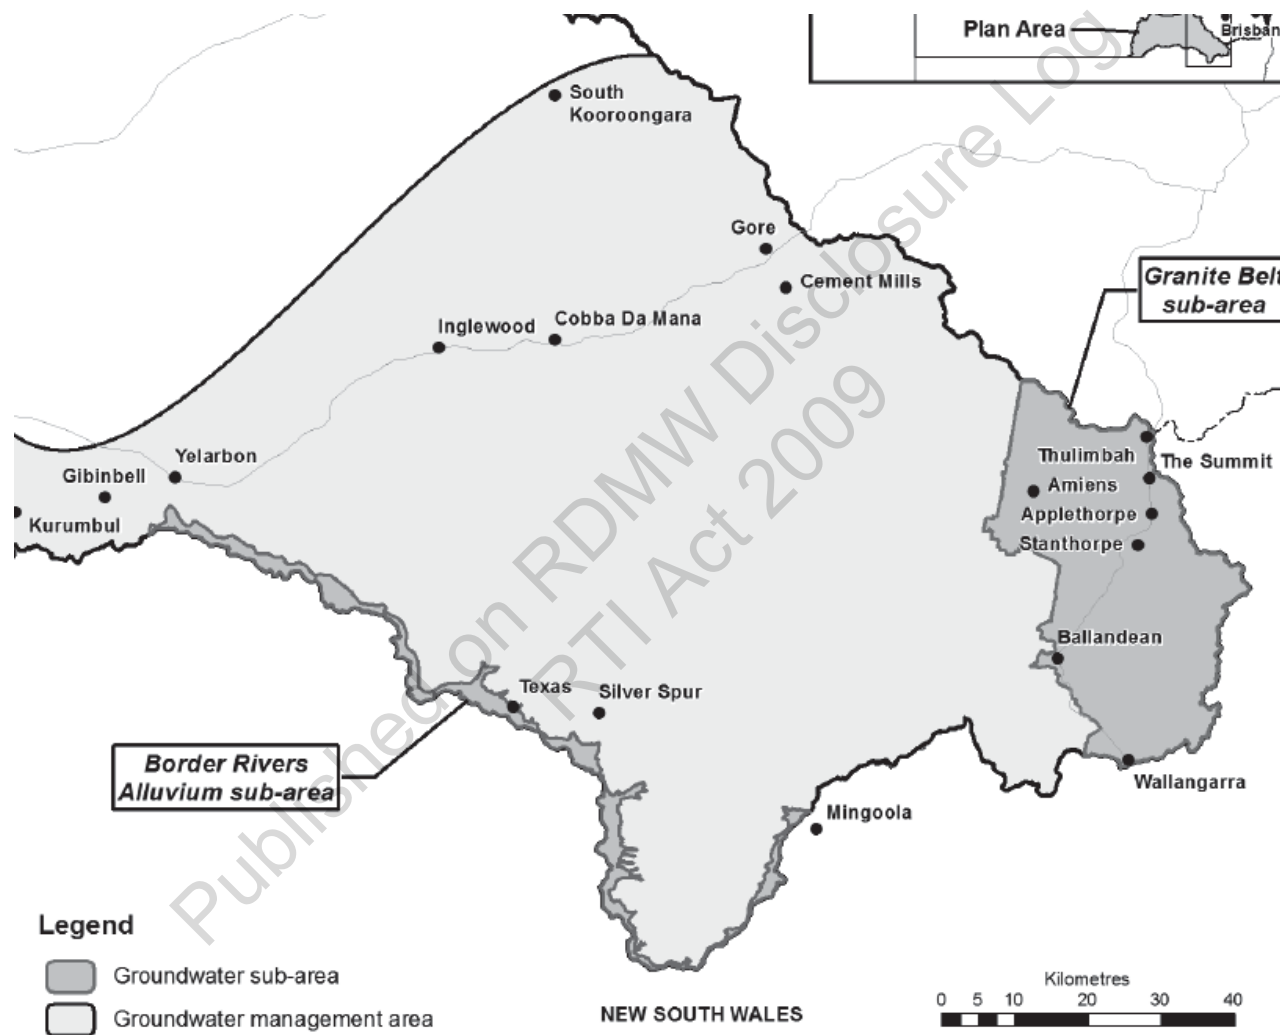 Plan Area
Brisban
South
Kooroongara
Gore
Cement Mills
Granite Belt
sub-area
Inglewood
Cobba Da Mana
Yelarbon
Gibinbell
Kurumbul
Thulimbah
The Summit
Amiens
Applethorpe
Stanthorpe
Ballandean
Texas
Silver Spur
Border Rivers
Alluvium sub-area
Wallangarra
Mingoola
Legend
Groundwater sub-area
Groundwater management area
NEW SOUTH WALES
Kilometres
0 5 10 20 30 40
Published on RDMW Disclosure Log
RTI Act 2009